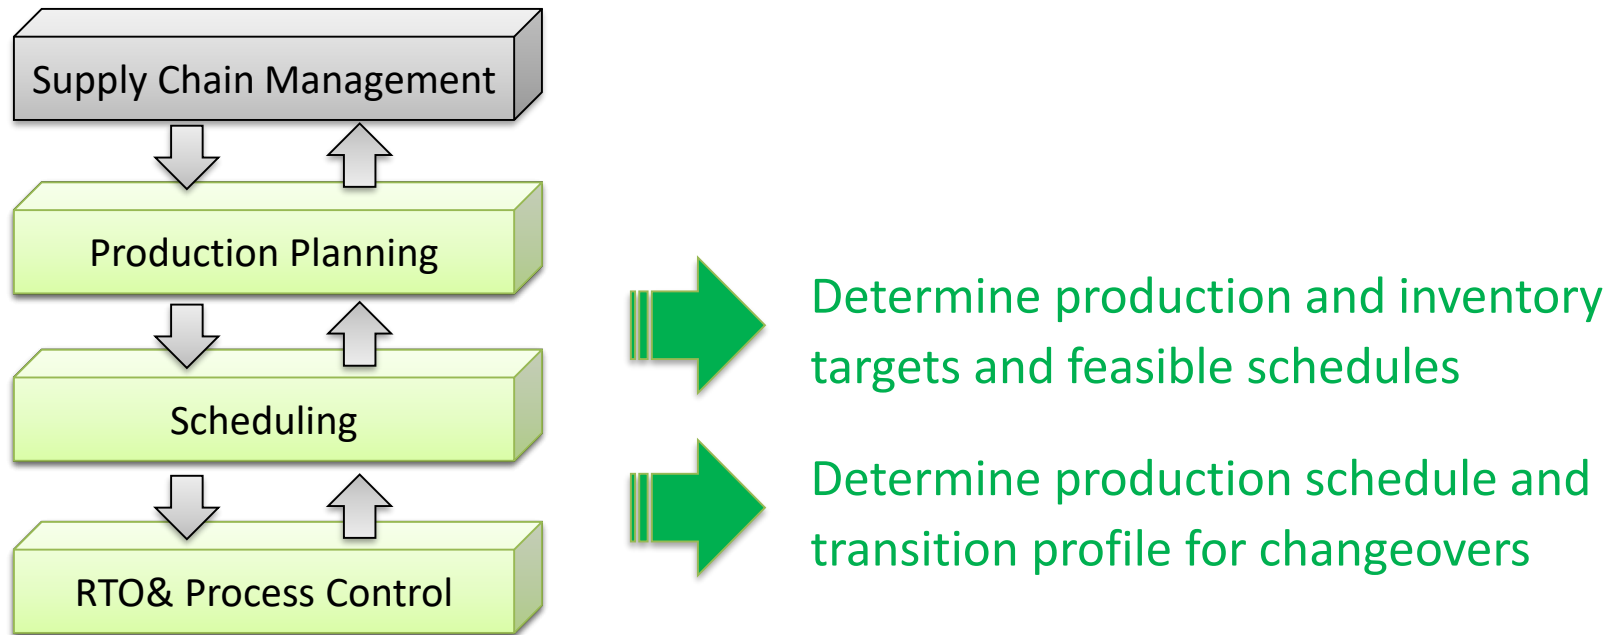 Supply Chain Management
Production Planning
Scheduling
RTO& Process Control
Determine production and inventory
targets and feasible schedules
Determine production schedule and
transition profile for changeovers